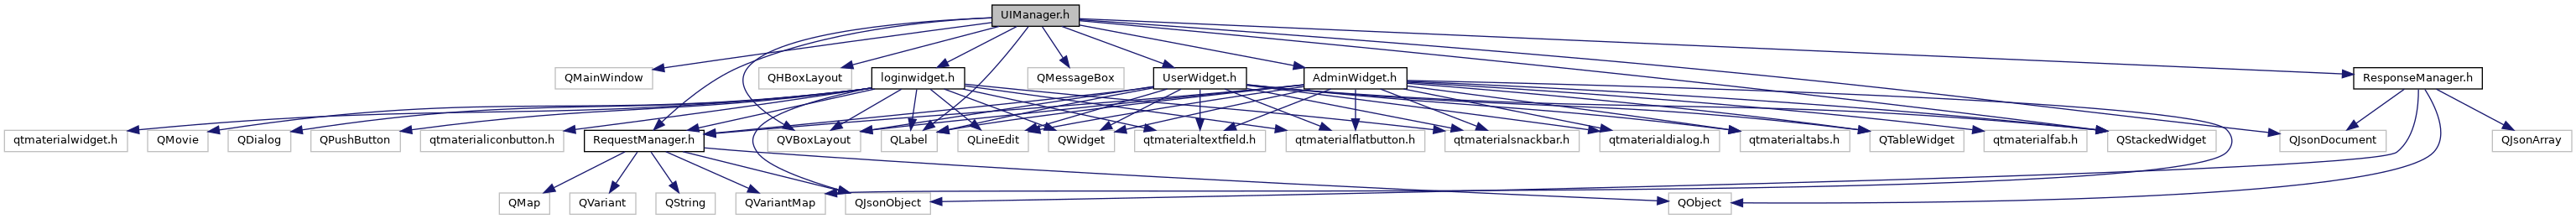 UIManager.h
QMainWindow
QHBoxLayout
loginwidget.h
QMessageBox
UserWidget.h
AdminWidget.h
ResponseManager.h
qtmaterialwidget.h
QMovie
QDialog
QPushButton
qtmaterialiconbutton.h
RequestManager.h
QVBoxLayout
QLabel
QLineEdit
QWidget
qtmaterialtextfield.h
qtmaterialflatbutton.h
qtmaterialsnackbar.h
qtmaterialdialog.h
qtmaterialtabs.h
QTableWidget
qtmaterialfab.h
QStackedWidget
QJsonDocument
QJsonArray
QMap
QVariant
QString
QVariantMap
QJsonObject
QObject